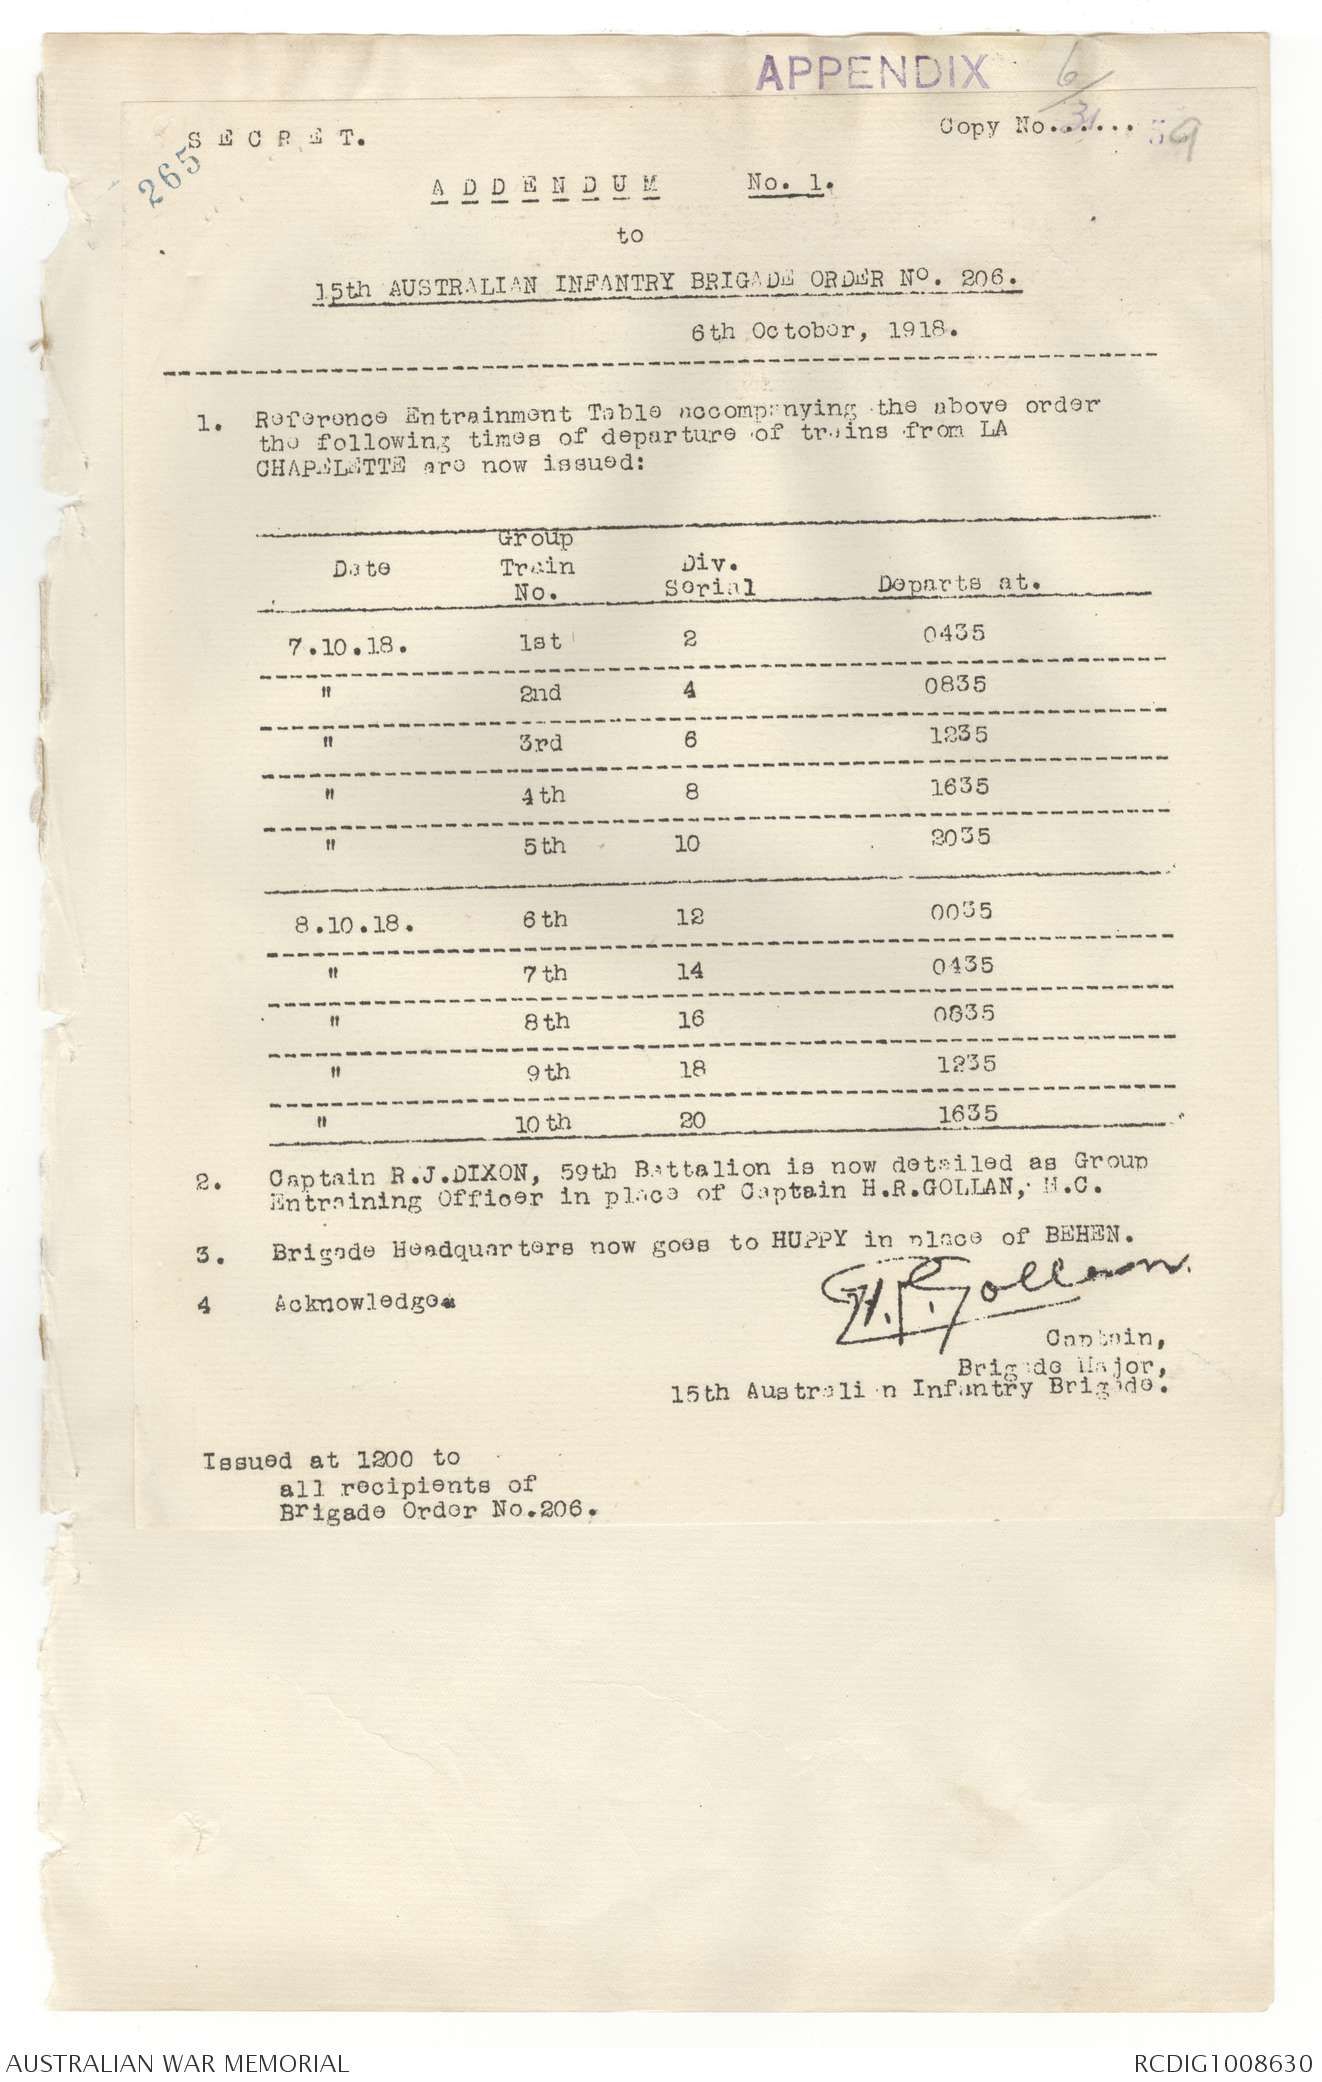 APPENDIX 6
S E C R E T.
Copy No. 31
265
A D D E N D U M No. 1.
to
15th AUSTRALIAN INFANTRY BRIGADE ORDER No. 206.
6th October, 1918.
1. Reference Entrainment Table accompanying the above order
the following times of departure of trains from LA
CHAPELETTE are now issued:
Date Group Train No. Div. Serial Departs at.
7.10.18. 1st 2 0435
" 2nd 4 0835
" 3rd 6 1235
" 4th 8 1635
" 5th 10 2035
8.10.18. 6th 12 0035
" 7th 14 0435
" 8th 16 0835
" 9th 18 1235
" 10th 20 1635
2. Captain R.J.DIXON, 59th Battalion is now detailed as Group
Entraining Officer in place of Captain H.R.GOLLAN, M.C.
3. Brigade Headquarters now goes to HUPPY in place of BEHEN.
4 Acknowledge.
H.R. Gollan.
Captain,
Brigade Major,
15th Australian Infantry Brigade.
Issued at 1200 to
all recipients of
Brigade Order No.206.
AUSTRALIAN WAR MEMORIAL
RCDIG1008630